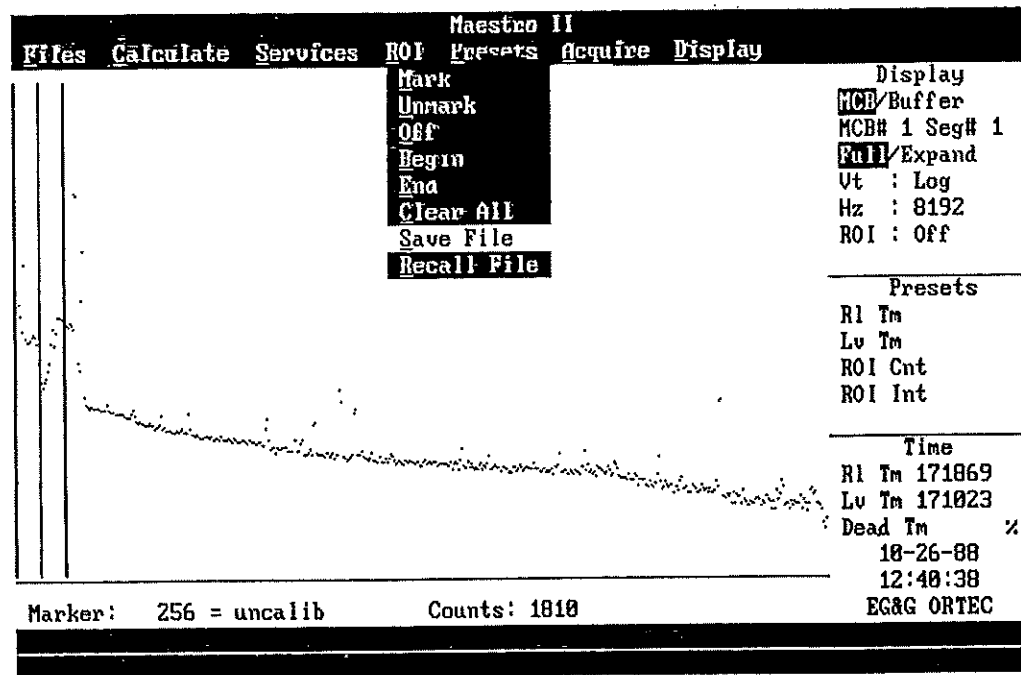 Maestro II
Files Calculate Services ROI Presets Acquire Display
Mark
Unmark
Off
Begin
End
Clear All
Save File
Recall File
Display
MCB/Buffer
MCB# 1 Seg# 1
Full/Expand
Vt : Log
Hz : 8192
ROI : Off
Presets
Rl Tm
Lv Tm
ROI Cnt
ROI Int
Time
Rl Tm 171869
Lv Tm 171023
Dead Tm %
10-26-88
12:40:38
EG&G ORTEC
Marker: 256 = uncalib Counts: 1810